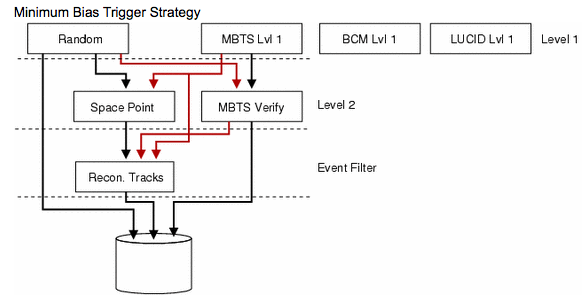 Minimum Bias Trigger Strategy
Random
MBTS Lvl 1
BCM Lvl 1
LUCID Lvl 1
Level 1
Space Point
MBTS Verify
Level 2
Recon. Tracks
Event Filter